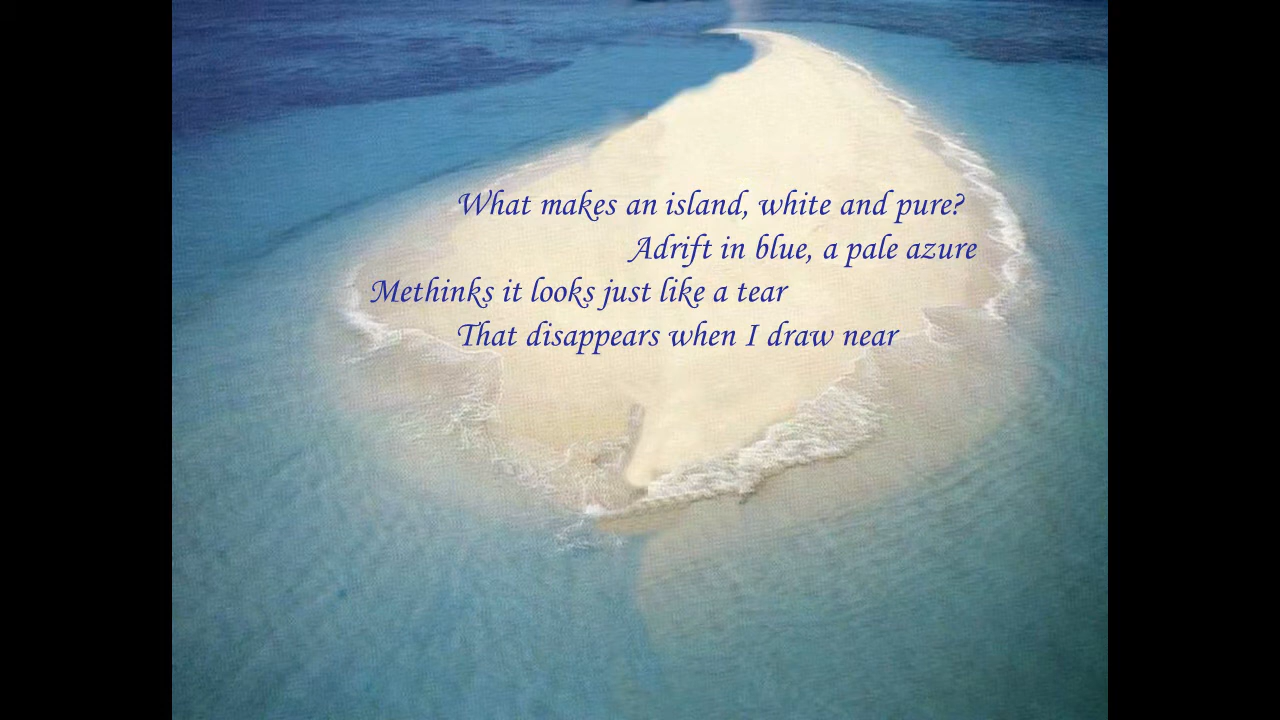 What makes an island, white and pure?
Adrift in blue, a pale azure
Methinks it looks just like a tear
That disappears when I draw near